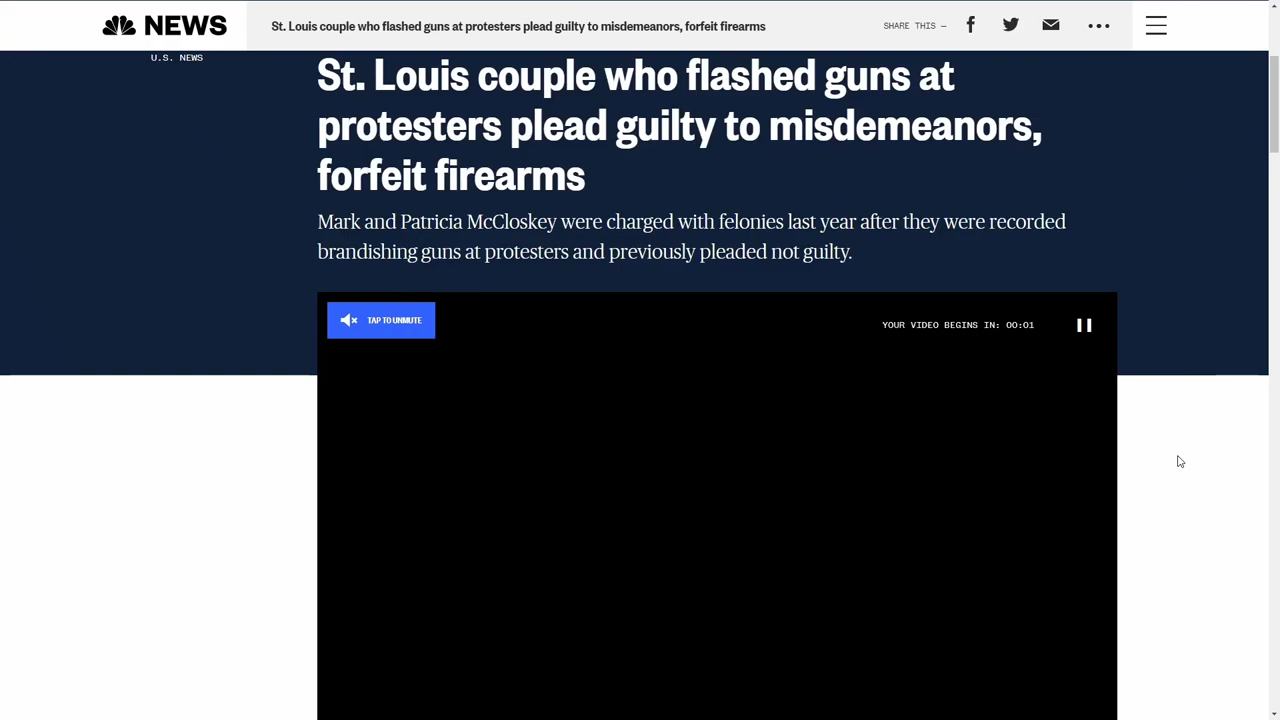 NEWS
St. Louis couple who flashed guns at protesters plead guilty to misdemeanors, forfeit firearms
SHARE THIS —
U.S. NEWS
St. Louis couple who flashed guns at
protesters plead guilty to misdemeanors,
forfeit firearms
Mark and Patricia McCloskey were charged with felonies last year after they were recorded
brandishing guns at protesters and previously pleaded not guilty.
TAP TO UNMUTE
YOUR VIDEO BEGINS IN: 00:01